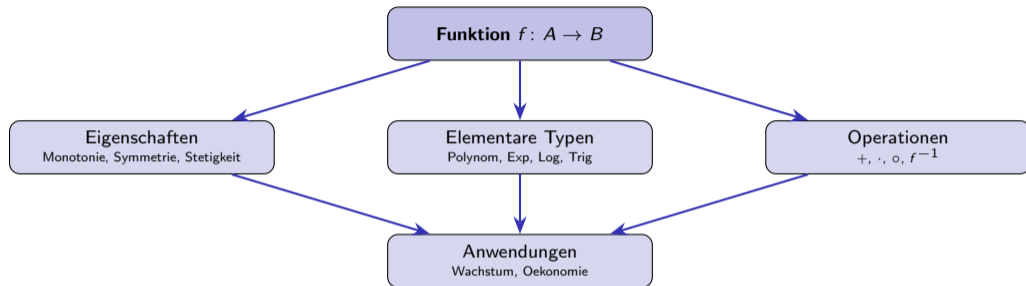 Funktion f : A → B
Eigenschaften
Monotonie, Symmetrie, Stetigkeit
Elementare Typen
Polynom, Exp, Log, Trig
Operationen
+, ·, ∘, f⁻¹
Anwendungen
Wachstum, Oekonomie